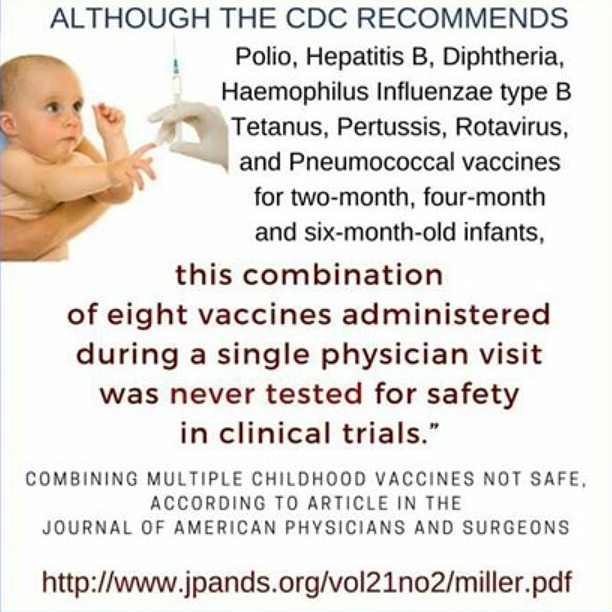 ALTHOUGH THE CDC RECOMMENDS
Polio, Hepatitis B, Diphtheria,
Haemophilus Influenzae type B
Tetanus, Pertussis, Rotavirus,
and Pneumococcal vaccines
for two-month, four-month
and six-month-old infants,
this combination
of eight vaccines administered
during a single physician visit
was never tested for safety
in clinical trials.”
COMBINING MULTIPLE CHILDHOOD VACCINES NOT SAFE,
ACCORDING TO ARTICLE IN THE
JOURNAL OF AMERICAN PHYSICIANS AND SURGEONS
http://www.jpands.org/vol21no2/miller.pdf